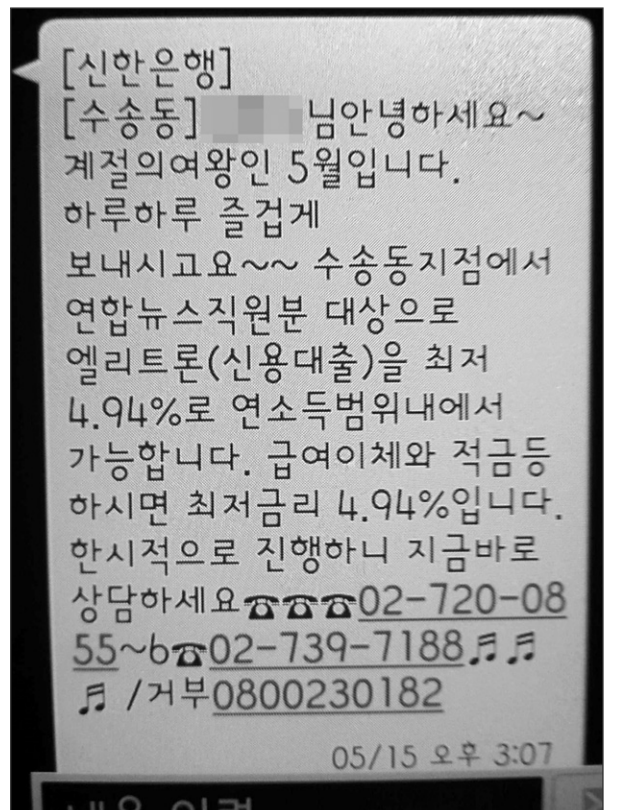 [신한은행]
[수송동] 님안녕하세요~
계절의여왕인 5월입니다.
하루하루 즐겁게
보내시고요~~ 수송동지점에서
연합뉴스직원분 대상으로
엘리트론(신용대출)을 최저
4.94%로 연소득범위내에서
가능합니다. 급여이체와 적금등
하시면 최저금리 4.94%입니다.
한시적으로 진행하니 지금바로
상담하세요☎☎☎02-720-08
55~6☎02-739-7188♬♬
♬ /거부0800230182
05/15 오후 3:07